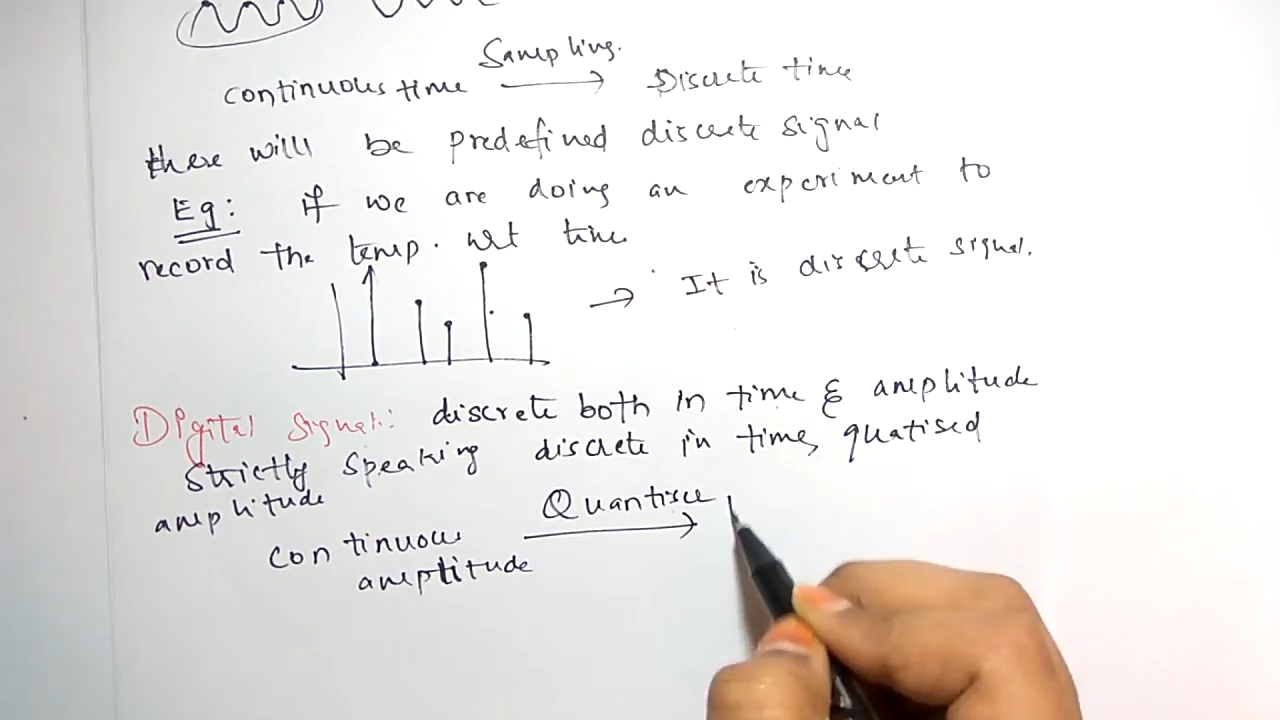 Sampling.
continuous time → Discrete time
there will be predefined discrete signal
Eg: if we are doing an experiment to
record the temp. wrt time
→ It is discrete signal.
Digital Signal: discrete both in time & amplitude
strictly speaking discrete in time, quatised
amplitude
Quantise
continuous →
amplitude